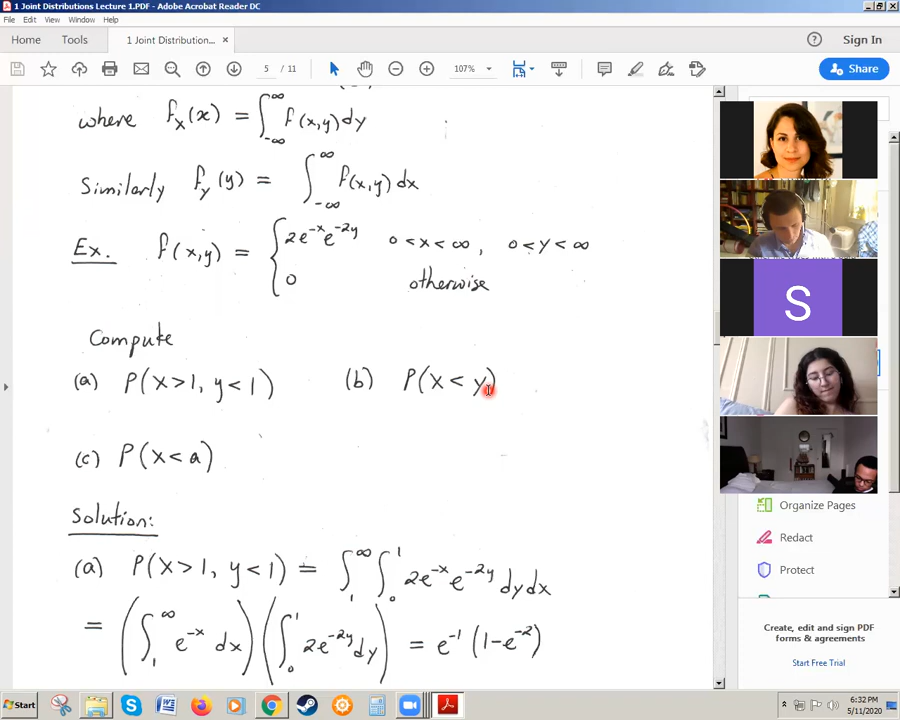 1 Joint Distributions Lecture 1.PDF - Adobe Acrobat Reader DC
File Edit View Window Help
Home Tools 1 Joint Distribution... × Sign In
5 / 11 107% Share
where f_X(x) = ∫_{-∞}^{∞} f(x,y) dy
Similarly f_Y(y) = ∫_{-∞}^{∞} f(x,y) dx
Ex. f(x,y) = { 2e^{-x}e^{-2y} 0 < x < ∞, 0 < y < ∞
0 otherwise
Compute
(a) P(X>1, Y<1) (b) P(X < Y)
(c) P(X < a)
Solution:
(a) P(X>1, Y<1) = ∫_1^∞ ∫_0^1 2e^{-x}e^{-2y} dy dx
= (∫_1^∞ e^{-x} dx)(∫_0^1 2e^{-2y} dy) = e^{-1}(1-e^{-2})
S
Organize Pages
Redact
Protect
Create, edit and sign PDF
forms & agreements
Start Free Trial
Start
6:32 PM
5/11/2020